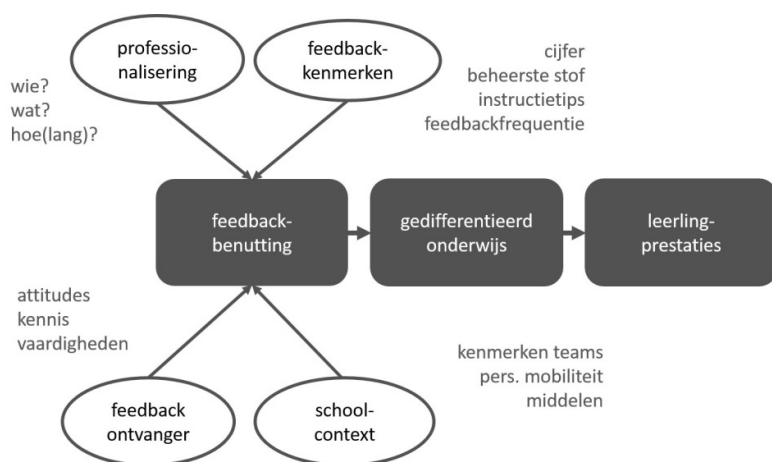 professio-
nalisering
feedback-
kenmerken
cijfer
beheerste stof
instructietips
feedbackfrequentie
wie?
wat?
hoe(lang)?
feedback-
benutting
gedifferentieerd
onderwijs
leerling-
prestaties
attitudes
kennis
vaardigheden
kenmerken teams
pers. mobiliteit
middelen
feedback
ontvanger
school-
context